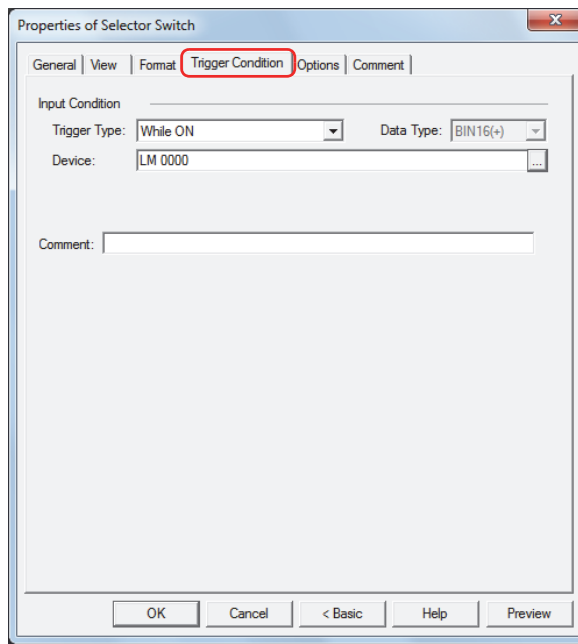 Properties of Selector Switch
General View Format Trigger Condition Options Comment
Input Condition
Trigger Type: While ON Data Type: BIN16(+)
Device: LM 0000 ...
Comment:
OK Cancel < Basic Help Preview